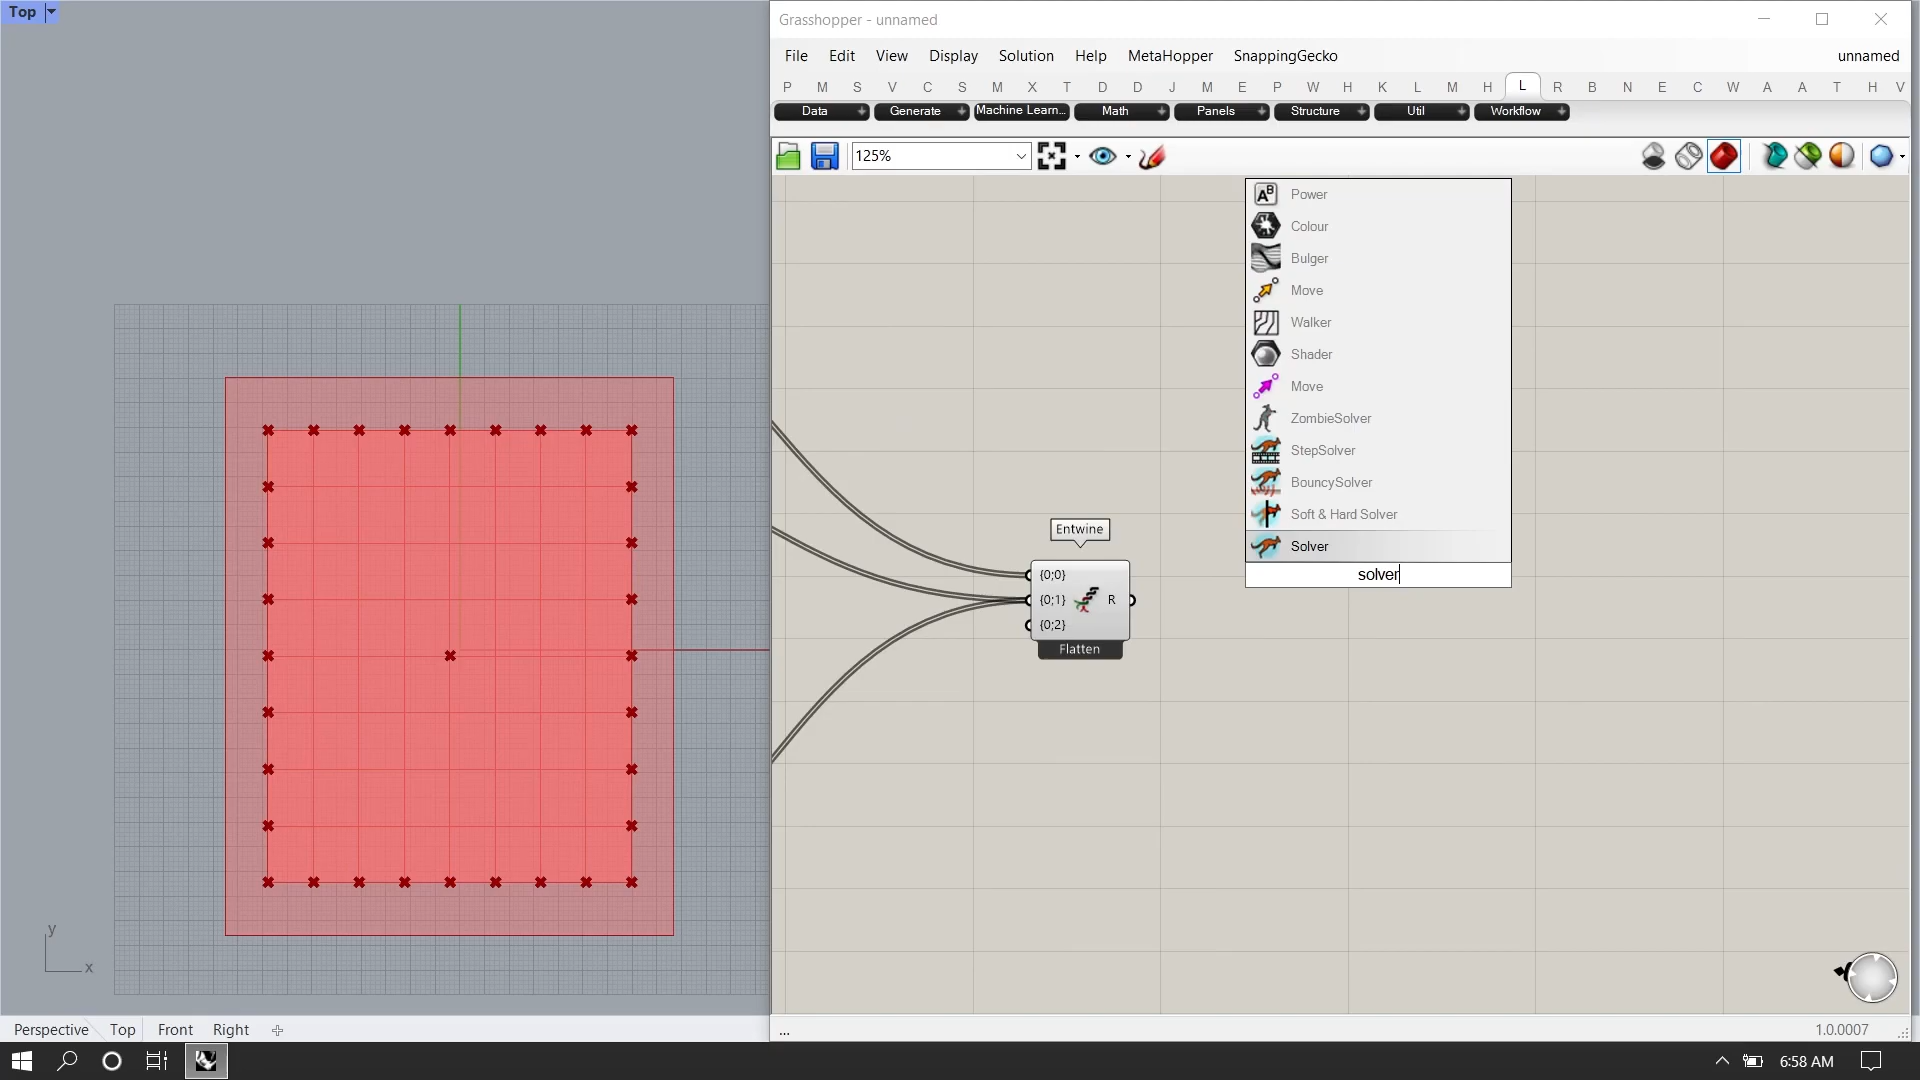 Top
Grasshopper - unnamed
File Edit View Display Solution Help MetaHopper SnappingGecko unnamed
P M S V C S M X T D D J M E P W H K L M H L R B N E C W A A T H V
Data Generate Machine Learn... Math Panels Structure Util Workflow
125%
Power
Colour
Bulger
Move
Walker
Shader
Move
ZombieSolver
StepSolver
BouncySolver
Soft & Hard Solver
Solver
solver
Entwine
{0;0}
{0;1} R
{0;2}
Flatten
y
x
Perspective Top Front Right
...
1.0.0007
6:58 AM